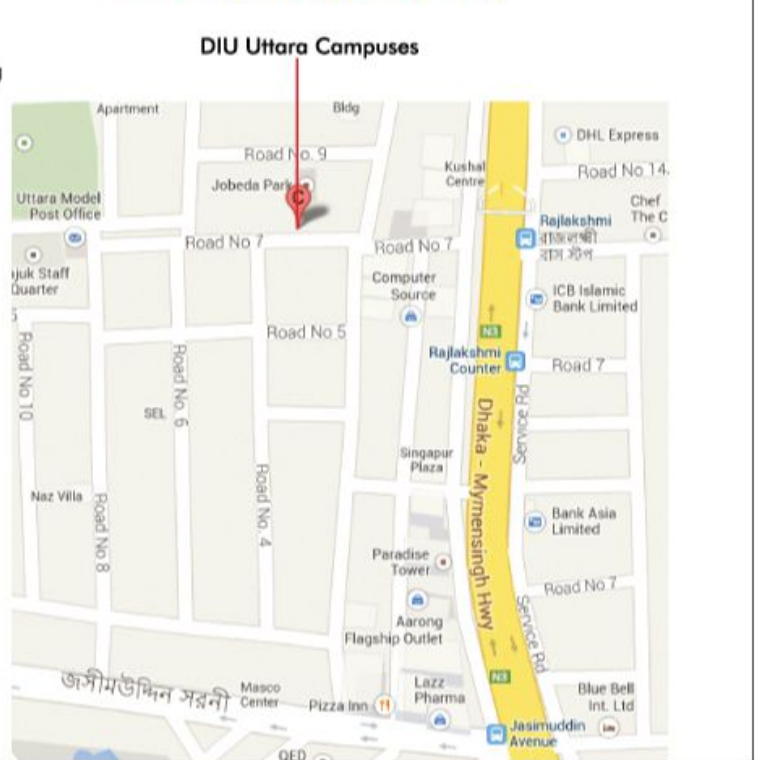 DIU Uttara Campuses
Apartment
Bldg
DHL Express
Road No. 9
Kushal
Centre
Road No 14
Jobeda Park
Uttara Model
Post Office
Chef
The C
Rajlakshmi
রাজলক্ষ্মী
বাস স্টপ
Road No 7
Road No.7
juk Staff
Quarter
Computer
Source
ICB Islamic
Bank Limited
5
Road No 5
N3
Rajlakshmi
Counter
Road 7
Road No 10
Road No. 6
Service Rd
SEL
Dhaka - Mymensingh Hwy
Singapur
Plaza
Road No. 4
Naz Villa
Road No.8
Bank Asia
Limited
Paradise
Tower
Road No 7
Aarong
Flagship Outlet
Service Rd
জসীমউদ্দিন সরনী
Masco
Center
Lazz
Pharma
N3
Blue Bell
Int. Ltd
Pizza Inn
Jasimuddin
Avenue
QED
C